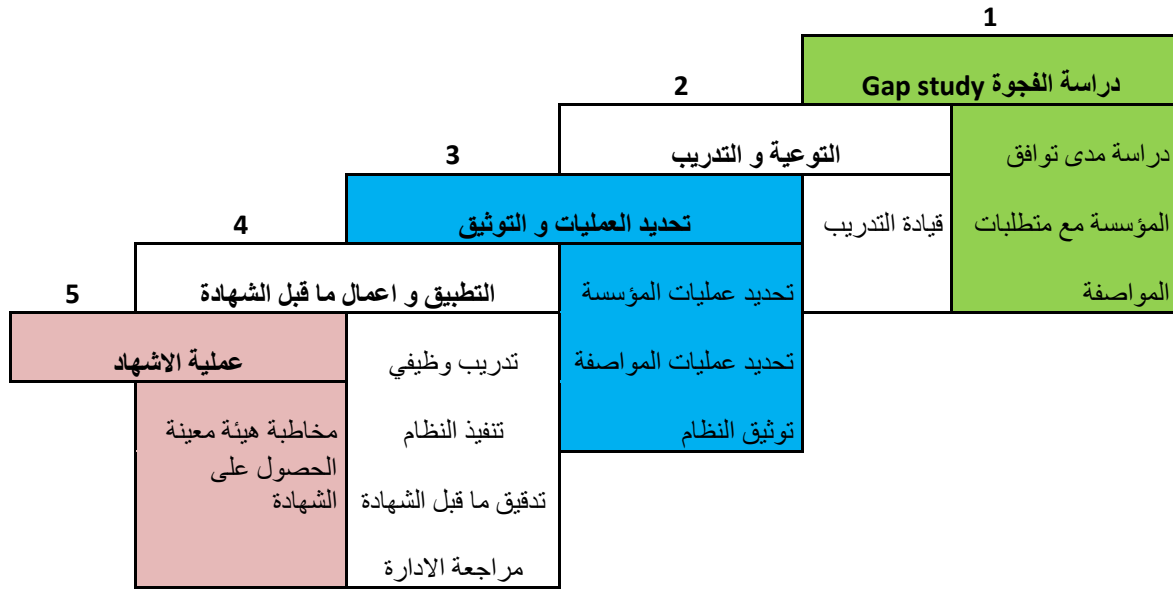 1
دراسة الفجوة Gap study
دراسة مدى توافق
المؤسسة مع متطلبات
المواصفة
2
التوعية و التدريب
قيادة التدريب
3
تحديد العمليات و التوثيق
تحديد عمليات المؤسسة
تحديد عمليات المواصفة
توثيق النظام
4
التطبيق و اعمال ما قبل الشهادة
تدريب وظيفي
تنفيذ النظام
تدقيق ما قبل الشهادة
مراجعة الادارة
5
عملية الاشهاد
مخاطبة هيئة معينة
الحصول على
الشهادة